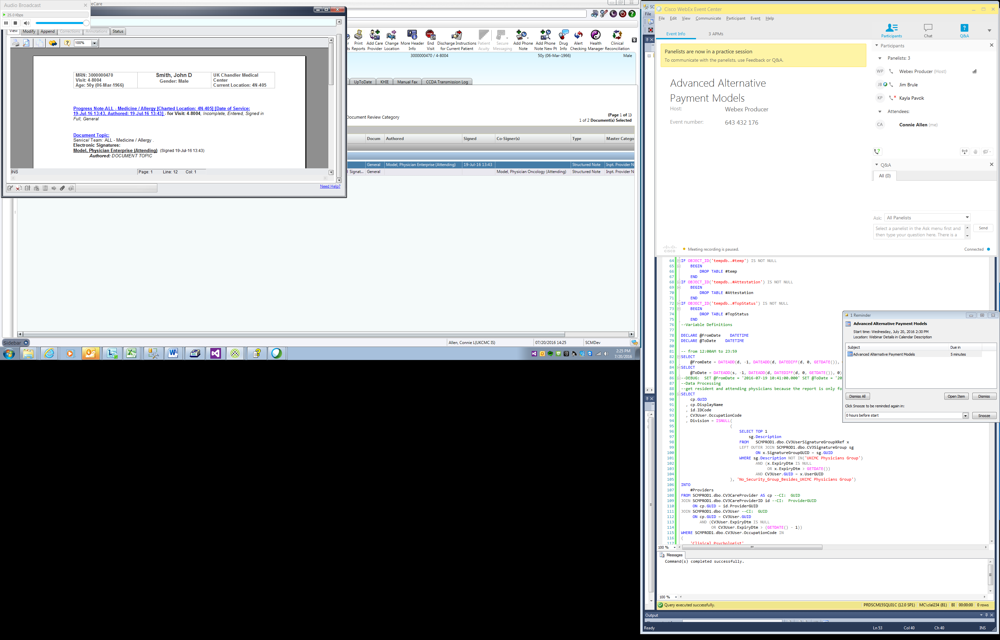 Audio Broadcast
25.0 Kbps
View Modify Append Corrections Annotations Status
100%
MRN: 3000000470
Visit: 4-8004
Age: 50y (06-Mar-1966)
Smith, John D
Gender: Male
UK Chandler Medical
Center
Current Location: 4N-405
Progress Note-ALL - Medicine / Allergy [Charted Location: 4N-405] [Date of Service:
19-Jul-16 13:43, Authored: 19-Jul-16 13:43] - for Visit: 4-8004, Incomplete, Entered, Signed in
Full, General
Document Topic:
Service/ Team: ALL - Medicine / Allergy .
Electronic Signatures:
Model, Physician Enterprise (Attending) (Signed 19-Jul-16 13:43)
Authored: DOCUMENT TOPIC
INS Page: 1 Line: 12 Col: 1
Need Help?
Print Reports
Add Care Provider
Change Location
More Header Info
End Visit
Discharge Instructions for Current Patient
Patient Acuity
Secure Messaging
Add Phone Note
Add Phone Note New Pt
Drug Info
Alert Checking
Health Manager
Clinical Reconciliation
3000000470 / 4-8004 50y (06-Mar-1966) Male
UpToDate KHIE Manual Fax CCDA Transmission Log
Document Review Category
(Page 1 of 1)
1 of 2 Document(s) Selected
Docum Authored Signed Co-Signer(s) Type Master Catego
General Model, Physician Enterprise (Attending) 19-Jul-16 13:43 Structured Note Inpt. Provider N
Signat... General Model, Physician Oncology (Attending) Structured Note Inpt. Provider N
Sidebar
Allen, Connie L(UKCMC IS) 07/20/2016 14:25 SCMDev
2:25 PM
7/20/2016
File
Cisco WebEx Event Center
File Edit View Communicate Participant Event Help
Event Info 3 APMs
Participants Chat Q&A
Panelists are now in a practice session
To communicate with the panelists, use Feedback or Q&A.
Advanced Alternative
Payment Models
Host: Webex Producer
Event number: 643 432 176
Participants
Panelists: 3
WP Webex Producer (Host)
JB Jim Brule
KP Kayla Pavcik
Attendees:
CA Connie Allen (me)
Q&A
All (0)
Ask: All Panelists
Select a panelist in the Ask menu first and
then type your question here. There is a
Send
cisco
Meeting recording is paused.
Connected
64 IF OBJECT_ID('tempdb..#temp') IS NOT NULL
65 BEGIN
66 DROP TABLE #temp
67 END
68 IF OBJECT_ID('tempdb..#Attestation') IS NOT NULL
69 BEGIN
70 DROP TABLE #Attestation
71 END
72 IF OBJECT_ID('tempdb..#TopStatus') IS NOT NULL
73 BEGIN
74 DROP TABLE #TopStatus
75 END
76 --Variable Definitions
77
78 DECLARE @FromDate DATETIME
79 DECLARE @ToDate DATETIME
80
81 -- from 12:00AM to 23:59
82 SELECT
83 @FromDate = DATEADD(d, -1, DATEADD(d, DATEDIFF(d, 0, GETDATE()),
84 SELECT
85 @ToDate = DATEADD(s, -1, DATEADD(d, DATEDIFF(d, 0, GETDATE()), 0)
86 --DEBUG: SET @FromDate = '2016-07-19 10:41:00.000' SET @ToDate = '20
87 --Data Processing
88 --get resident and attending physicians because the report is only fo
89 SELECT
90 cp.GUID
91 , cp.DisplayName
92 , id.IDCode
93 , CV3User.OccupationCode
94 , Division = ISNULL(
95 (
96 SELECT TOP 1
97 sg.Description
98 FROM SCMPROD1.dbo.CV3UserSignatureGroupXRef x
99 LEFT OUTER JOIN SCMPROD1.dbo.CV3SignatureGroup sg
100 ON x.SignatureGroupGUID = sg.GUID
101 WHERE sg.Description NOT IN('UKCMC Physicians Group')
102 AND (x.ExpiryDtm IS NULL
103 OR x.ExpiryDtm > GETDATE())
104 AND CV3User.GUID = x.UserGUID
105 ), 'No_Security_Group_Besides_UKCMC Physicians Group')
106 INTO
107 #Providers
108 FROM SCMPROD1.dbo.CV3CareProvider AS cp --CI: GUID
109 JOIN SCMPROD1.dbo.CV3CareProviderID id --CI: ProviderGUID
110 ON cp.GUID = id.ProviderGUID
111 JOIN SCMPROD1.dbo.CV3User --CI: GUID
112 ON cp.GUID = CV3User.GUID
113 AND (CV3User.ExpiryDtm IS NULL
114 OR CV3User.ExpiryDtm > (GETDATE() - 1))
115 WHERE SCMPROD1.dbo.CV3User.OccupationCode IN
116 (
117 'Clinical Psychologist'
1 Reminder
Advanced Alternative Payment Models
Start time: Wednesday, July 20, 2016 2:30 PM
Location: Webinar Details in Calendar Description
Subject Due in
Advanced Alternative Payment Models 5 minutes
Dismiss All Open Item Dismiss
Click Snooze to be reminded again in:
0 hours before start Snooze
100 %
Messages
Command(s) completed successfully.
100 %
Query executed successfully. PRDSCM15SQL01C (12.0 SP1) MC\clal234 (81) BI 00:00:00 0 rows
Output
Ready Ln 53 Col 40 Ch 40 INS